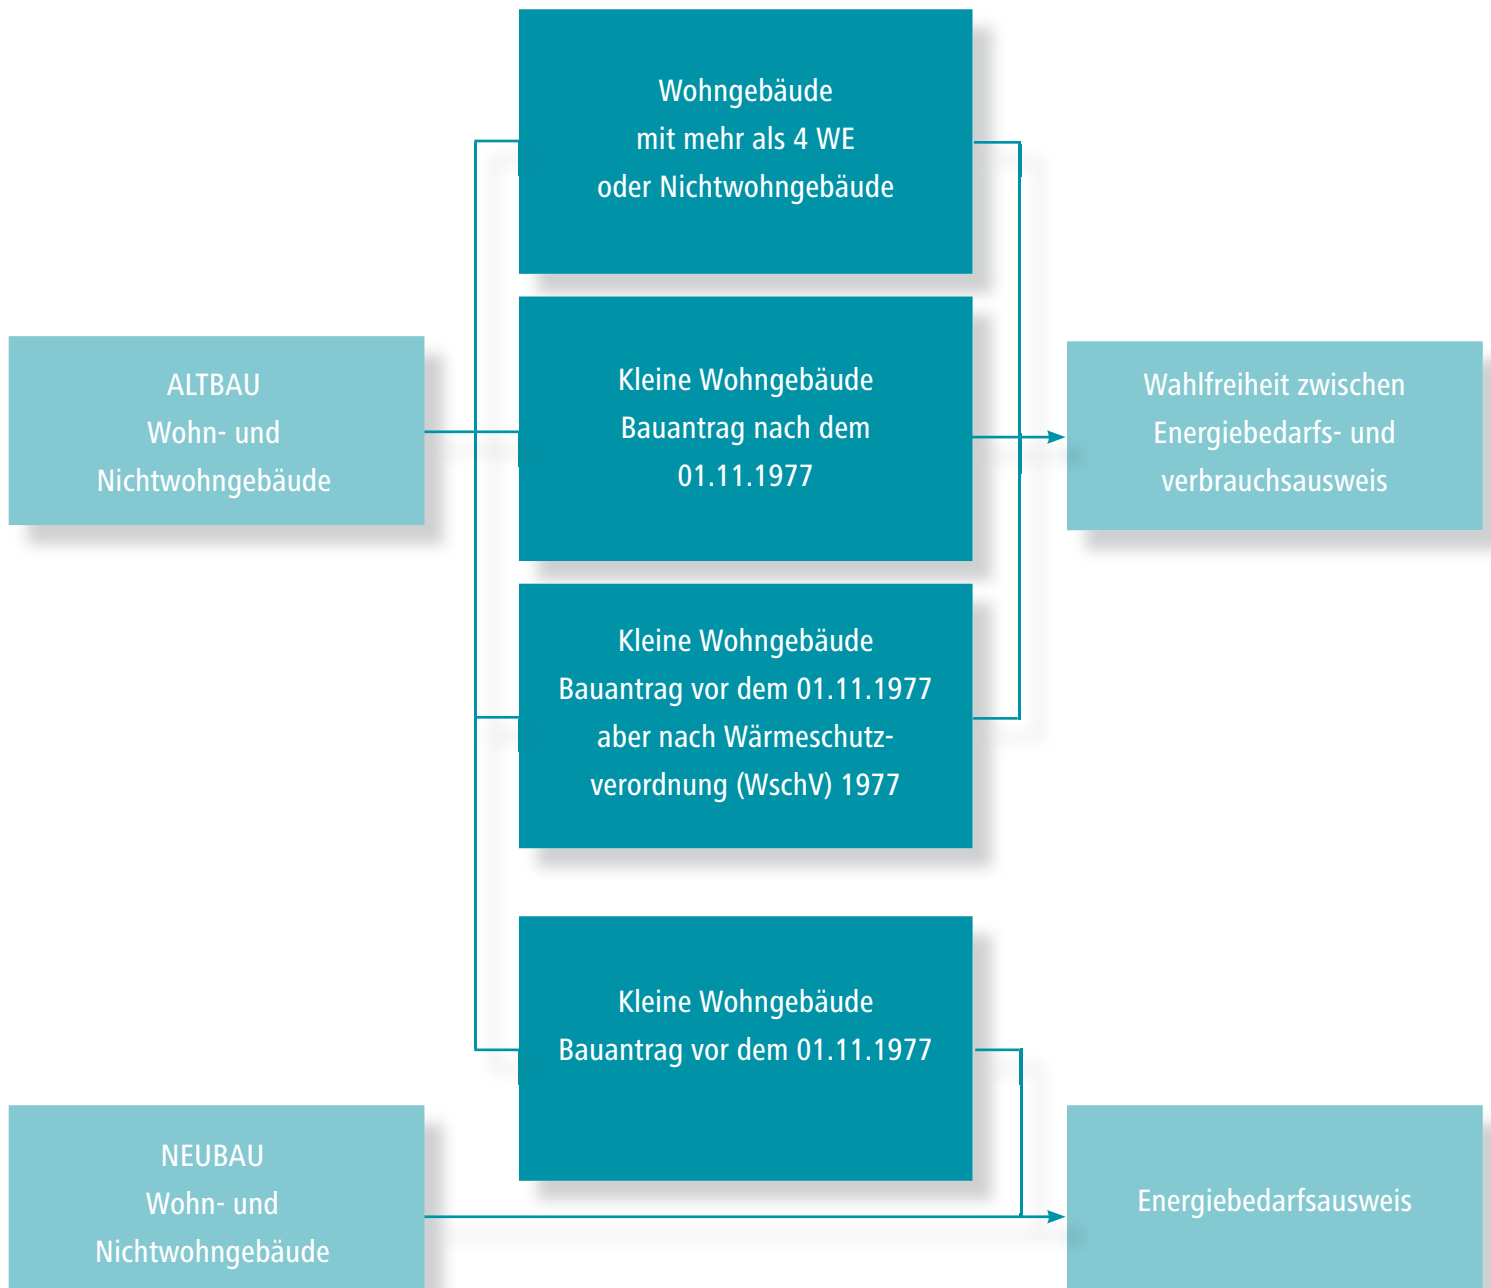 Wohngebäude
mit mehr als 4 WE
oder Nichtwohngebäude
ALTBAU
Wohn- und
Nichtwohngebäude
Kleine Wohngebäude
Bauantrag nach dem
01.11.1977
Wahlfreiheit zwischen
Energiebedarfs- und
verbrauchsausweis
Kleine Wohngebäude
Bauantrag vor dem 01.11.1977
aber nach Wärmeschutz-
verordnung (WschV) 1977
Kleine Wohngebäude
Bauantrag vor dem 01.11.1977
NEUBAU
Wohn- und
Nichtwohngebäude
Energiebedarfsausweis